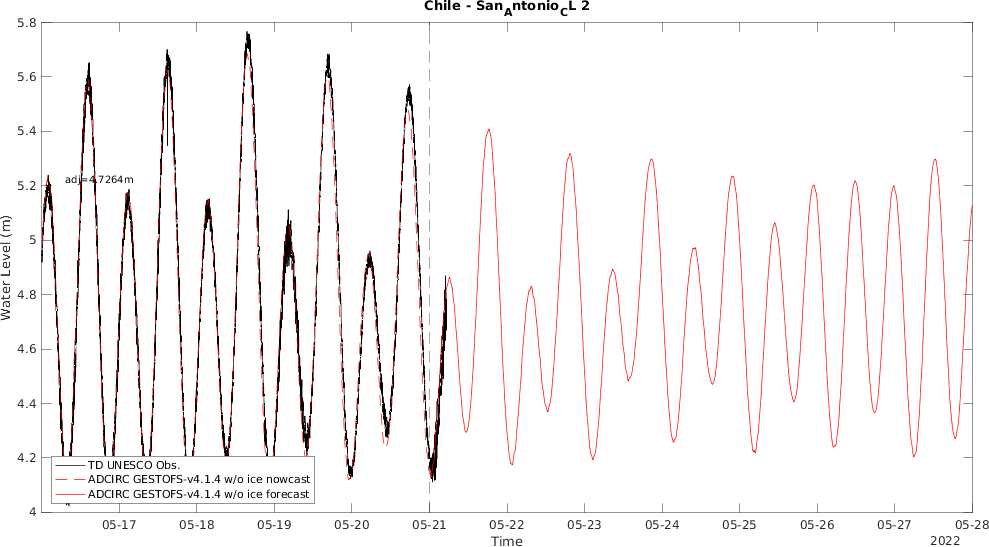 Chile - San_Antonio_CL 2
5.8
5.6
5.4
5.2
5
4.8
4.6
4.4
4.2
4
Water Level (m)
adj=4.7264m
TD UNESCO Obs.
ADCIRC GESTOFS-v4.1.4 w/o ice nowcast
ADCIRC GESTOFS-v4.1.4 w/o ice forecast
05-17 05-18 05-19 05-20 05-21 05-22 05-23 05-24 05-25 05-26 05-27 05-28
Time
2022